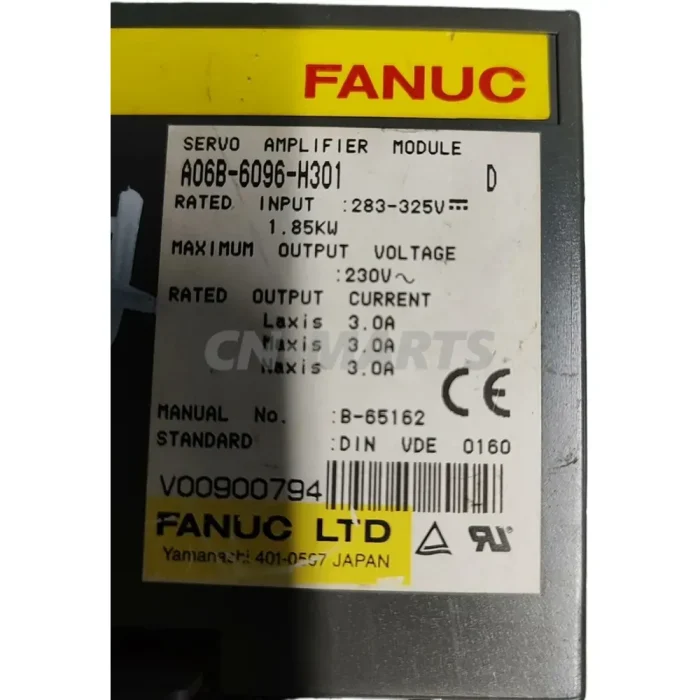 FANUC
SERVO AMPLIFIER MODULE
A06B-6096-H301 D
RATED INPUT :283-325V⎓
1.85KW
MAXIMUM OUTPUT VOLTAGE
:230V∿
RATED OUTPUT CURRENT
Laxis 3.0A
Maxis 3.0A
Naxis 3.0A
CNCMARTS
CE
MANUAL No. :B-65162
STANDARD :DIN VDE 0160
V00900794
FANUC LTD
Yamanashi 401-0597 JAPAN